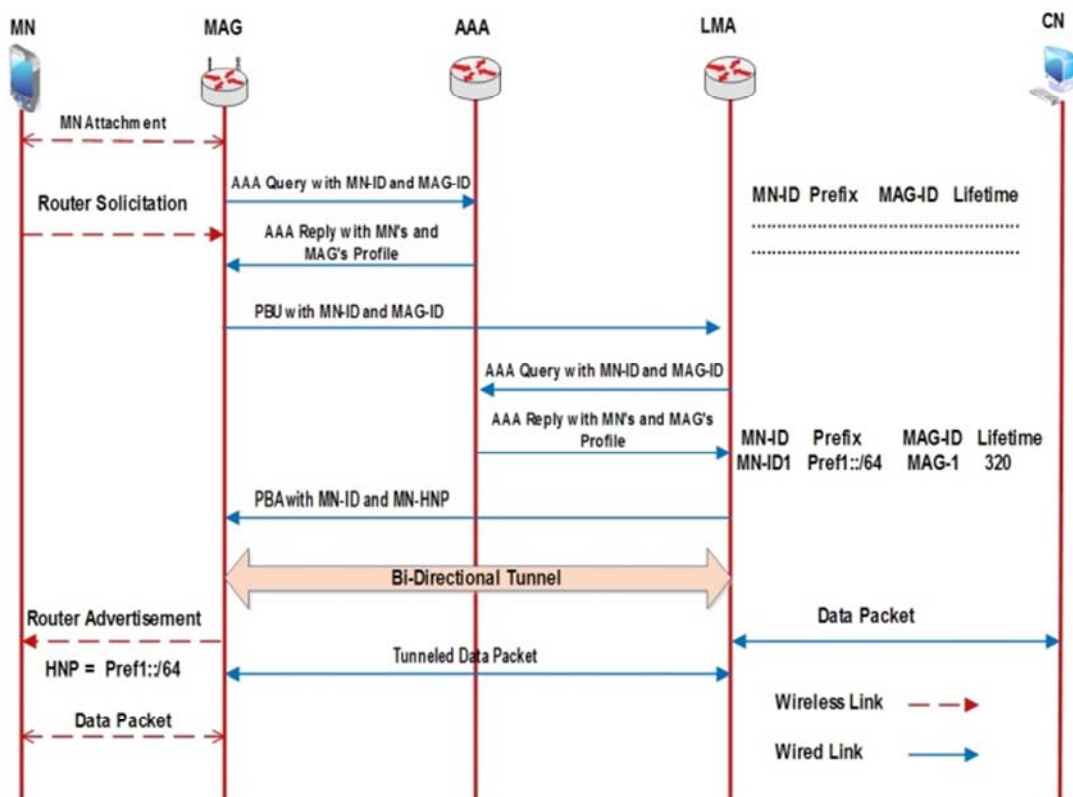 MN MAG AAA LMA CN
MN Attachment
AAA Query with MN-ID and MAG-ID
MN-ID Prefix MAG-ID Lifetime
Router Solicitation
AAA Reply with MN's and
MAG's Profile
PBU with MN-ID and MAG-ID
AAA Query with MN-ID and MAG-ID
AAA Reply with MN's and MAG's
Profile
MN-ID Prefix MAG-ID Lifetime
MN-ID1 Pref1::/64 MAG-1 320
PBA with MN-ID and MN-HNP
Bi-Directional Tunnel
Router Advertisement
Data Packet
HNP = Pref1::/64
Tunneled Data Packet
Data Packet
Wireless Link
Wired Link